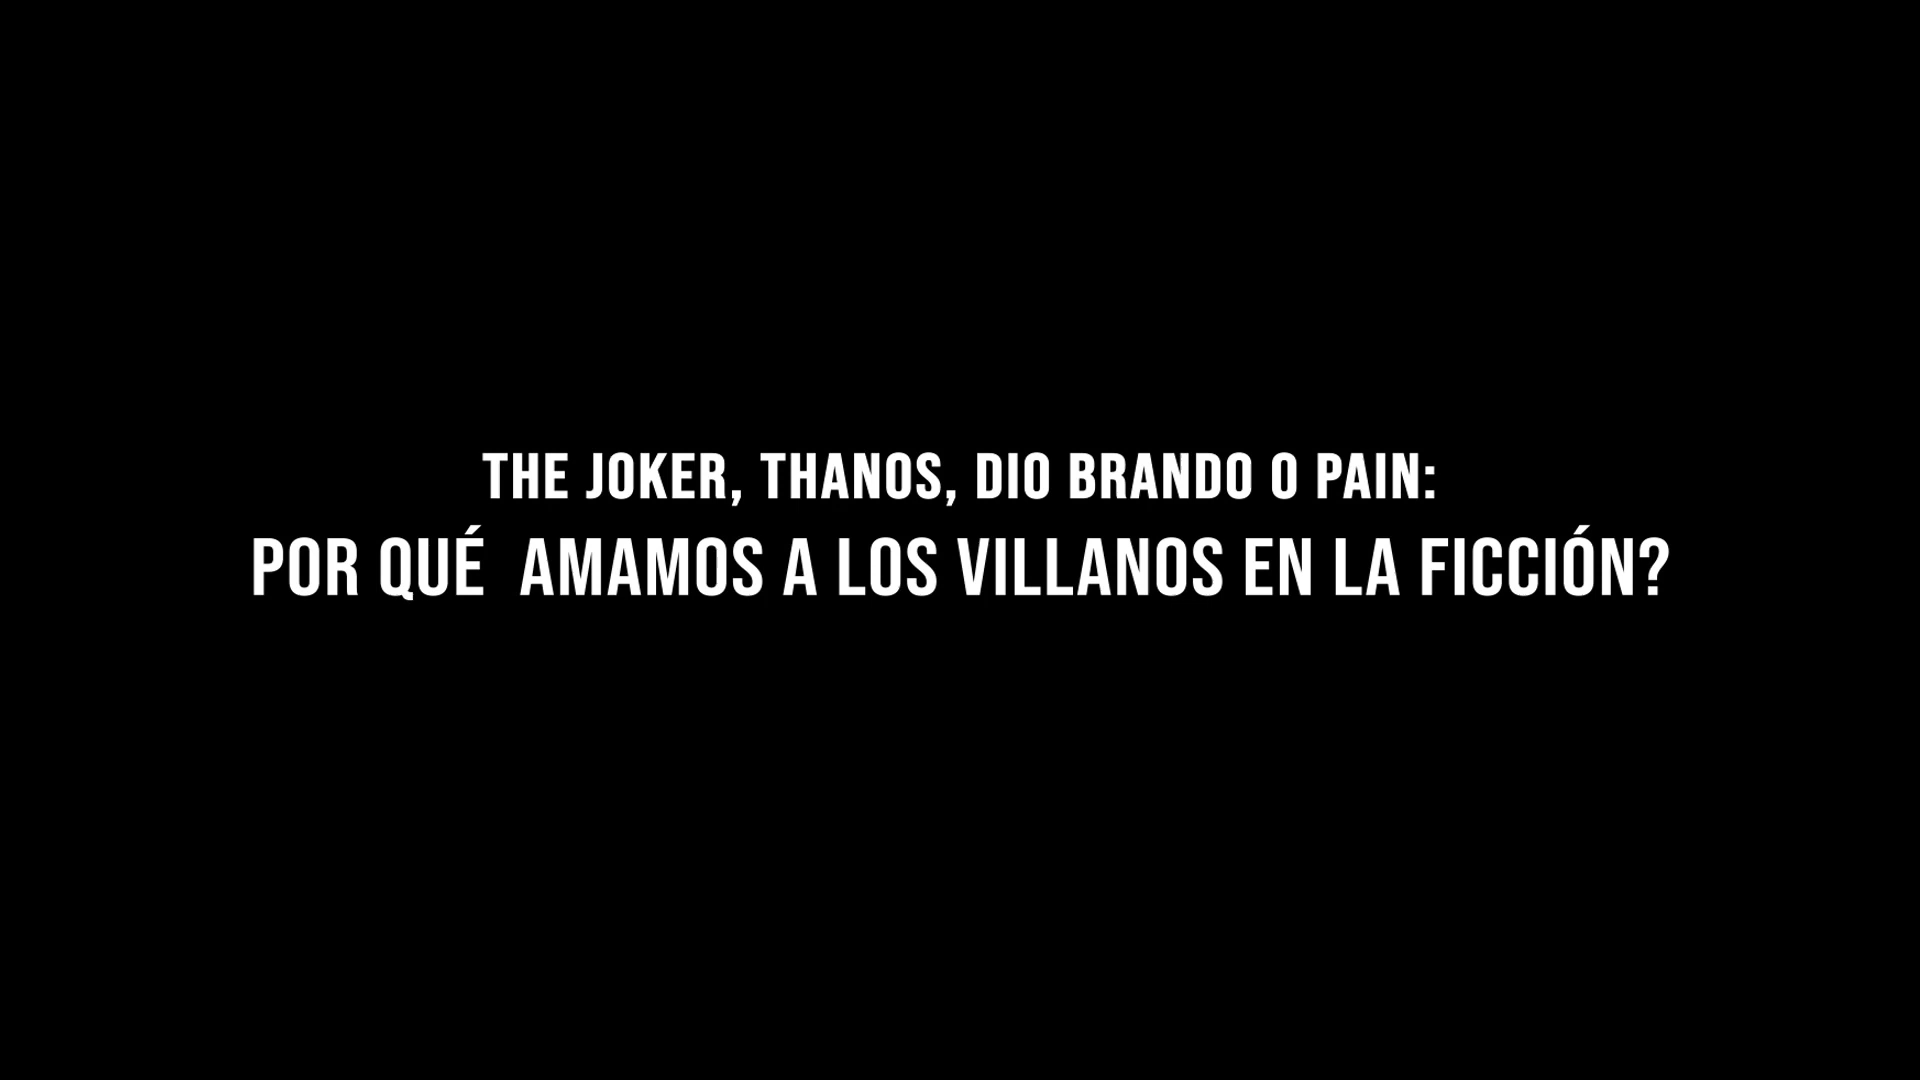 THE JOKER, THANOS, DIO BRANDO O PAIN:
POR QUÉ  AMAMOS A LOS VILLANOS EN LA FICCIÓN?